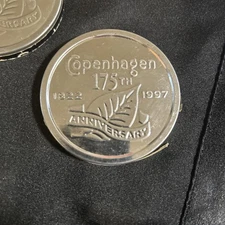 Copenhagen
175TH
1822 1997
ANNIVERSARY